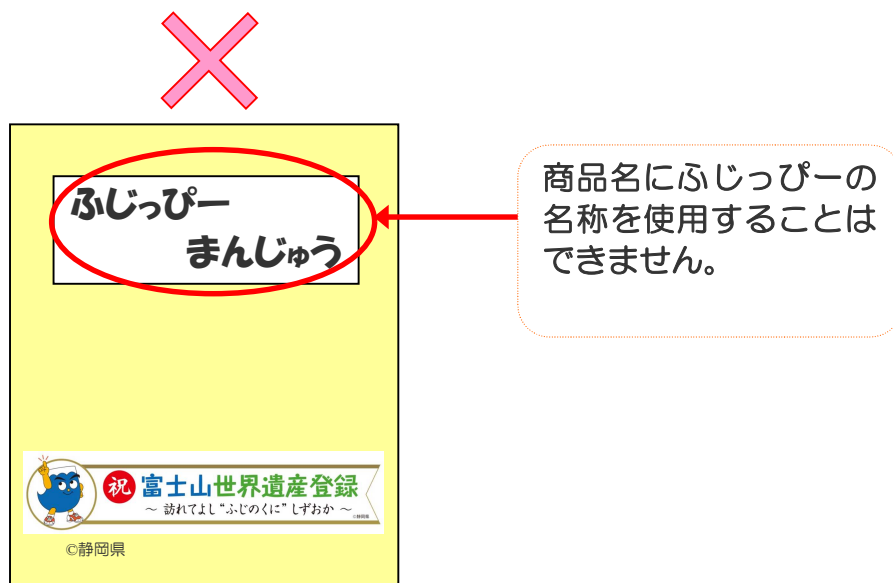 ふじっぴー
まんじゅう
商品名にふじっぴーの
名称を使用することは
できません。
祝 富士山世界遺産登録
~ 訪れてよし“ふじのくに”しずおか ~
©静岡県
©静岡県